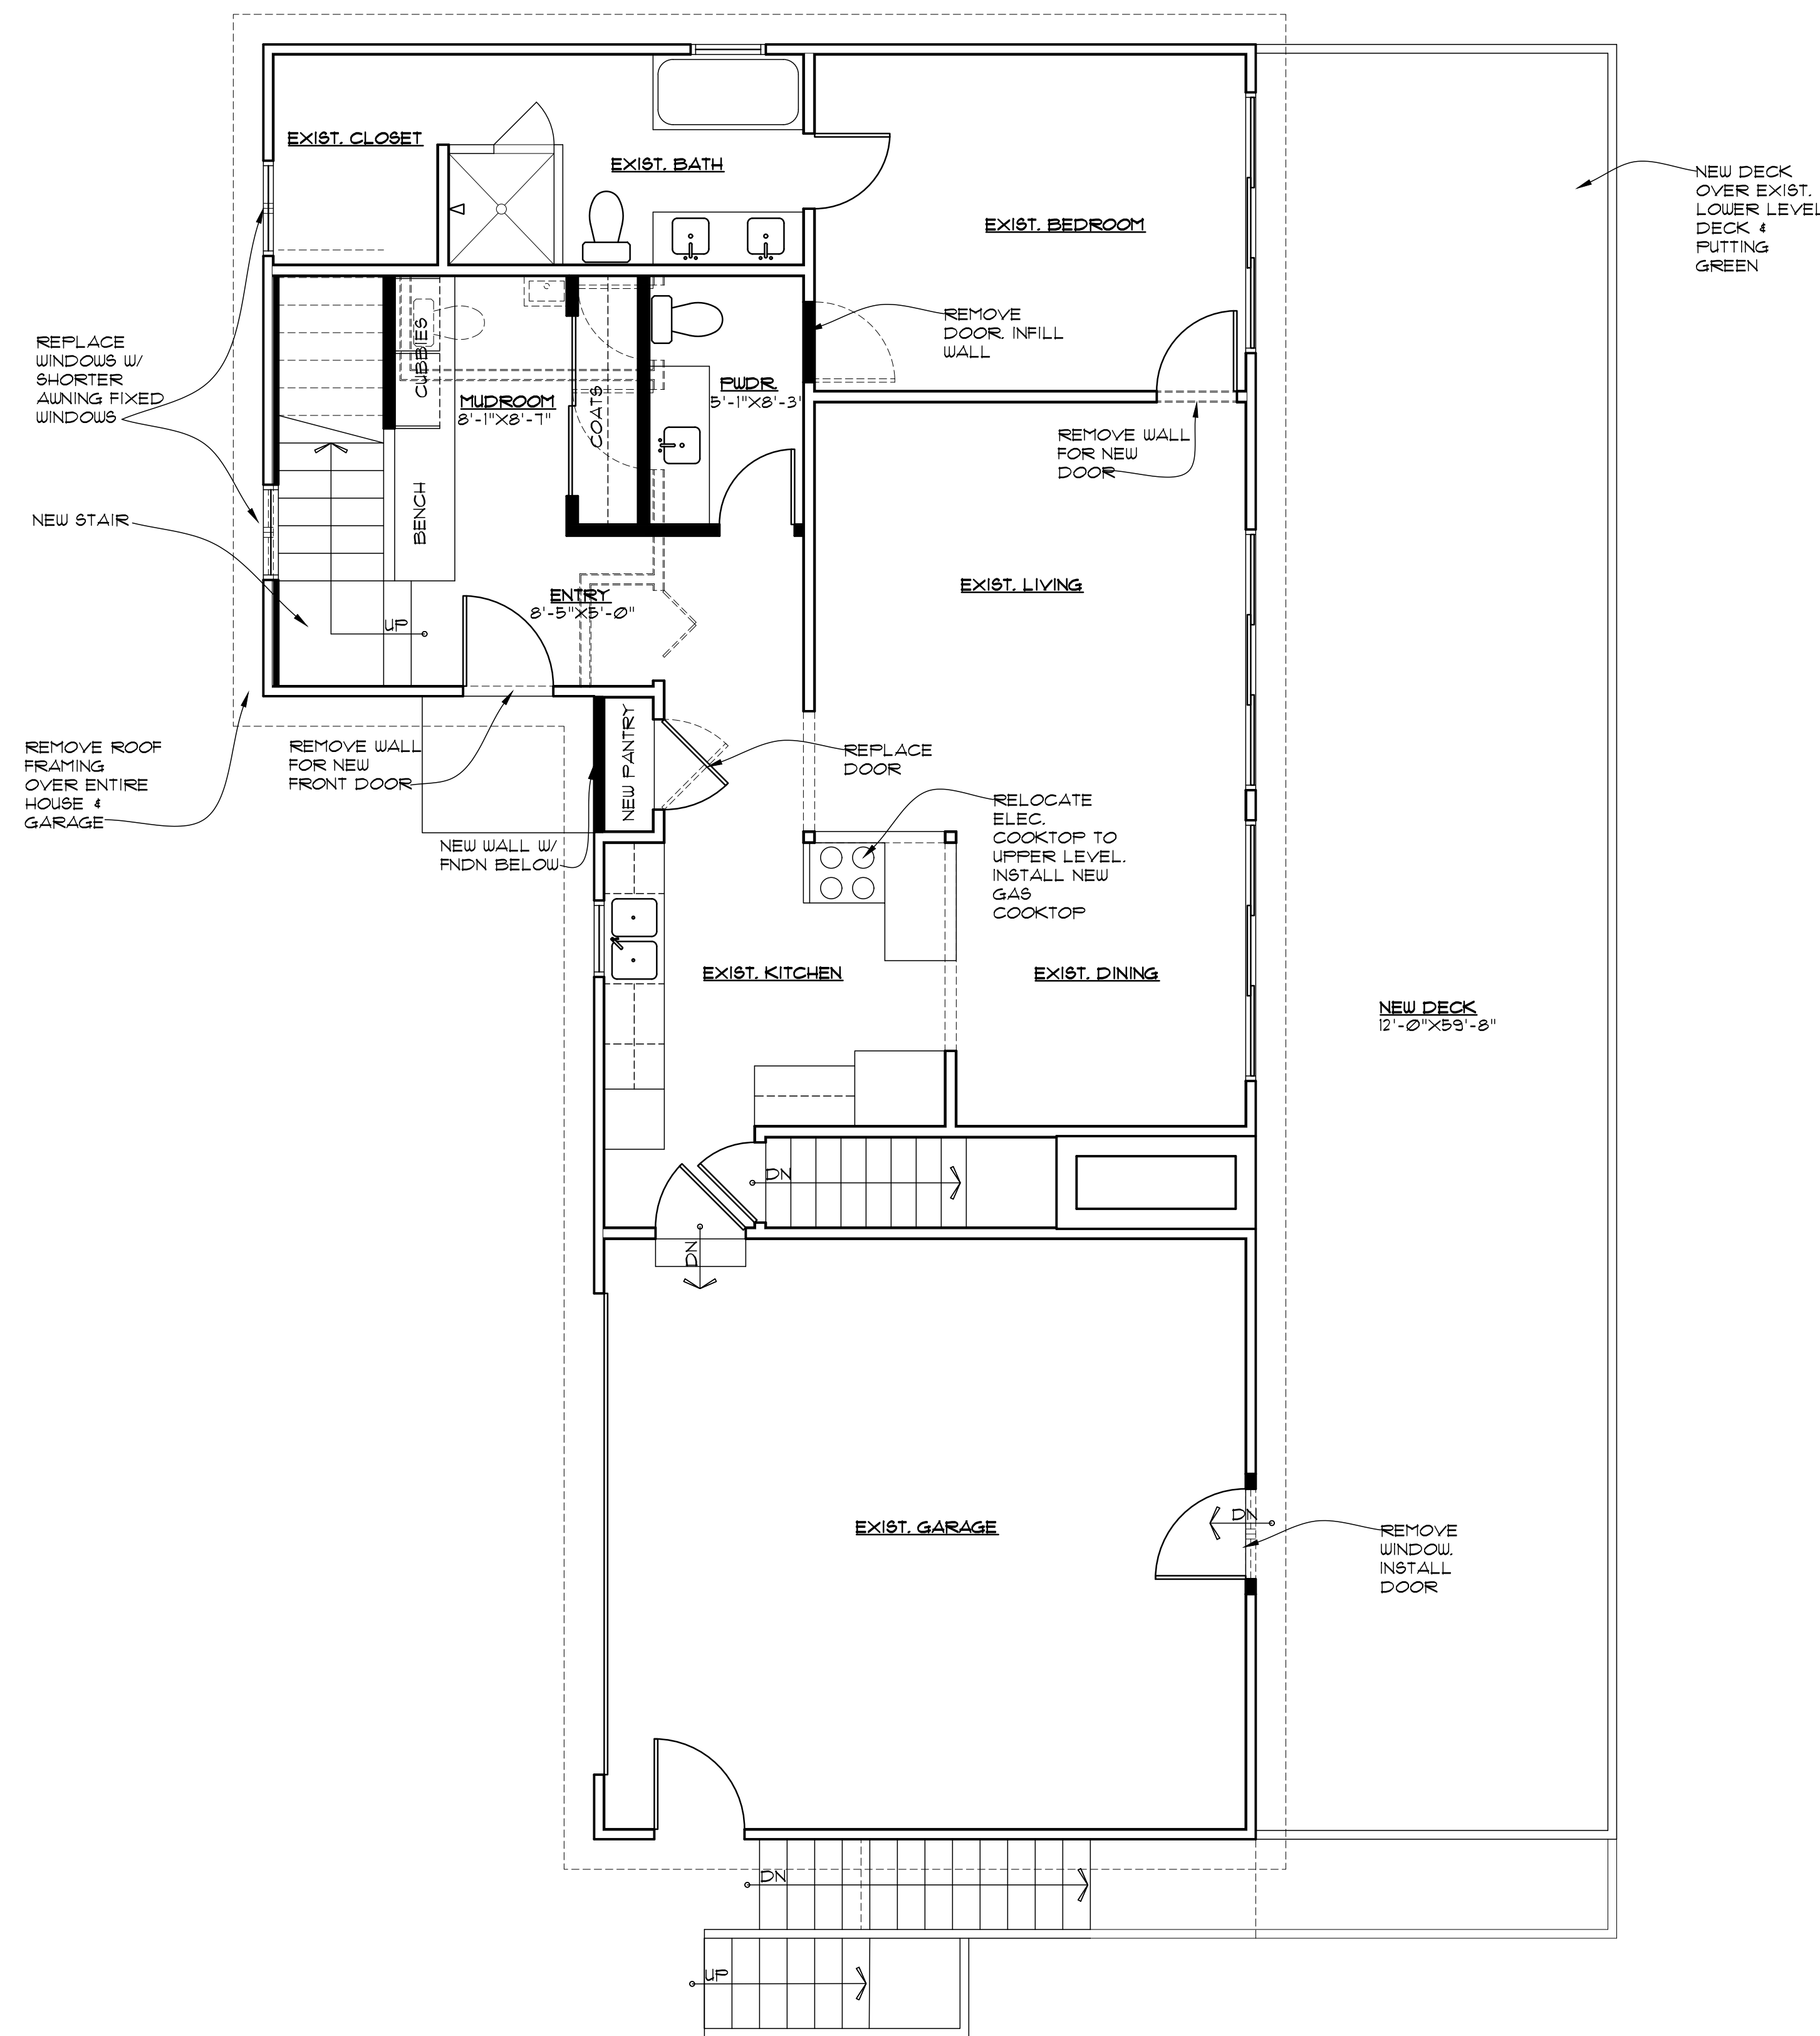 EXIST. CLOSET
EXIST. BATH
EXIST. BEDROOM
NEW DECK
OVER EXIST.
LOWER LEVEL
DECK &
PUTTING
GREEN
REPLACE
WINDOWS W/
SHORTER
AWNING FIXED
WINDOWS
CUBBIES
MUDROOM
8'-1"X8'-7"
COATS
PWDR.
5'-1"X8'-3"
REMOVE
DOOR. INFILL
WALL
REMOVE WALL
FOR NEW
DOOR
NEW STAIR
BENCH
ENTRY
8'-5"X5'-0"
UP
EXIST. LIVING
REMOVE ROOF
FRAMING
OVER ENTIRE
HOUSE &
GARAGE
REMOVE WALL
FOR NEW
FRONT DOOR
NEW PANTRY
REPLACE
DOOR
NEW WALL W/
FNDN BELOW
RELOCATE
ELEC.
COOKTOP TO
UPPER LEVEL.
INSTALL NEW
GAS
COOKTOP
EXIST. KITCHEN
EXIST. DINING
NEW DECK
12'-0"X59'-8"
DN
DN
EXIST. GARAGE
DN
REMOVE
WINDOW.
INSTALL
DOOR
DN
UP